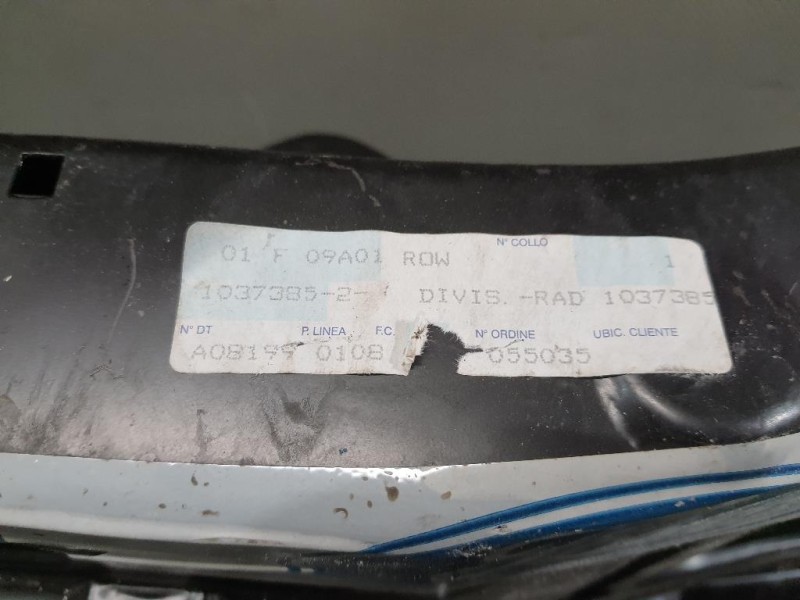 N° COLLO
01 F 09A01 ROW 1
1037385-2- DIVIS.-RAD 1037385
N° DT P. LINEA F.C. N° ORDINE UBIC. CLIENTE
A08199 0108 055035